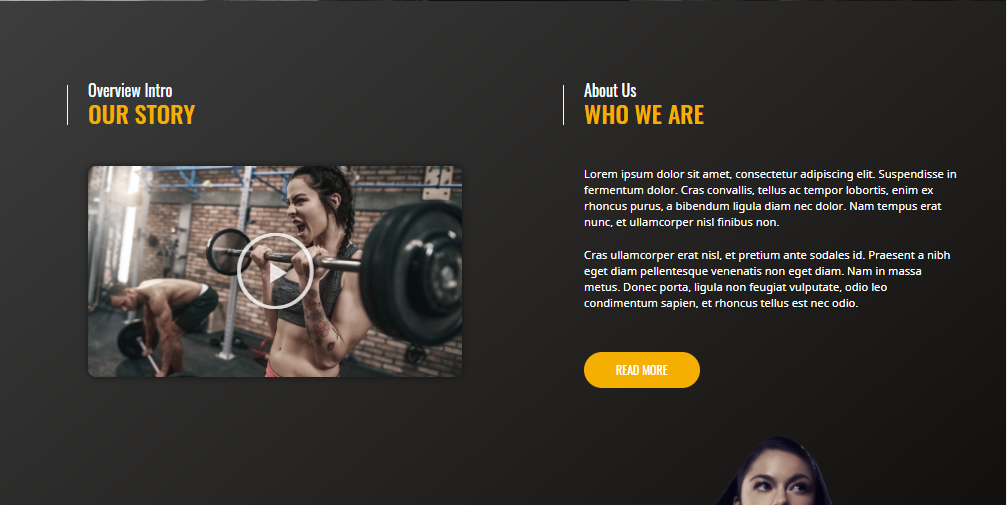 Overview Intro
OUR STORY
About Us
WHO WE ARE
Lorem ipsum dolor sit amet, consectetur adipiscing elit. Suspendisse in
fermentum dolor. Cras convallis, tellus ac tempor lobortis, enim ex
rhoncus purus, a bibendum ligula diam nec dolor. Nam tempus erat
nunc, et ullamcorper nisl finibus non.
Cras ullamcorper erat nisl, et pretium ante sodales id. Praesent a nibh
eget diam pellentesque venenatis non eget diam. Nam in massa
metus. Donec porta, ligula non feugiat vulputate, odio leo
condimentum sapien, et rhoncus tellus est nec odio.
READ MORE